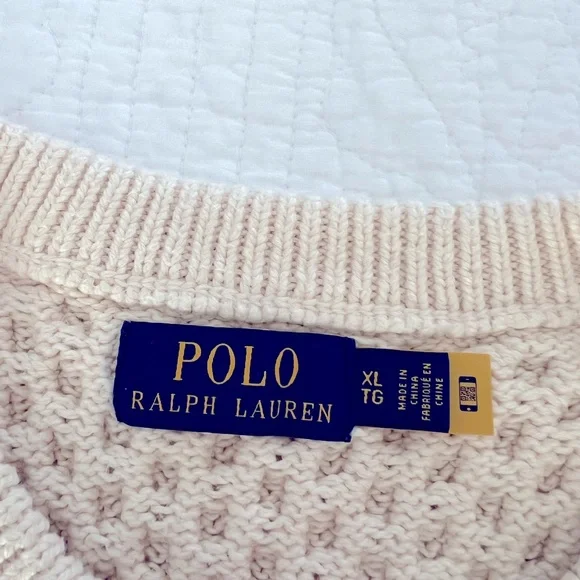 POLO
RALPH LAUREN
XL
TG
MADE IN
CHINA
FABRIQUÉ EN
CHINE